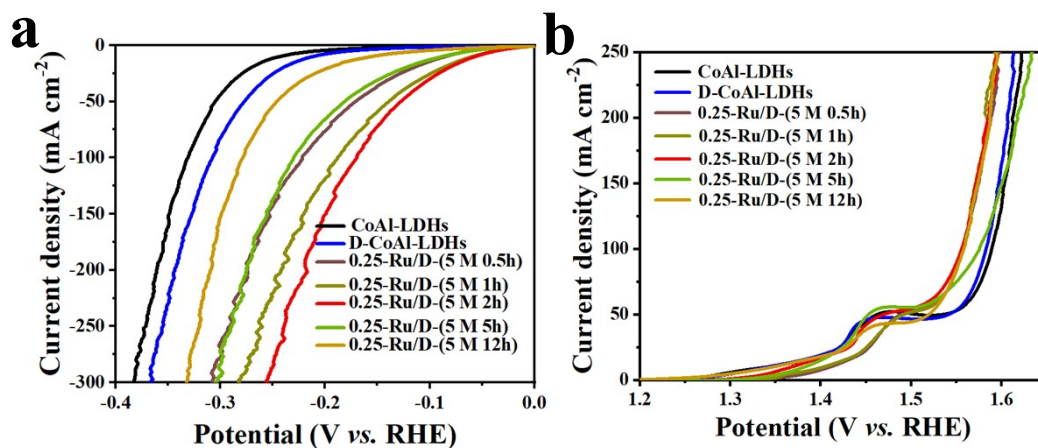 a
0
-50
-100
-150
-200
-250
-300
-0.4
-0.3
-0.2
-0.1
0.0
Current density (mA cm⁻²)
Potential (V vs. RHE)
CoAl-LDHs
D-CoAl-LDHs
0.25-Ru/D-(5 M 0.5h)
0.25-Ru/D-(5 M 1h)
0.25-Ru/D-(5 M 2h)
0.25-Ru/D-(5 M 5h)
0.25-Ru/D-(5 M 12h)
b
250
200
150
100
50
0
1.2
1.3
1.4
1.5
1.6
Current density (mA cm⁻²)
Potential (V vs. RHE)
CoAl-LDHs
D-CoAl-LDHs
0.25-Ru/D-(5 M 0.5h)
0.25-Ru/D-(5 M 1h)
0.25-Ru/D-(5 M 2h)
0.25-Ru/D-(5 M 5h)
0.25-Ru/D-(5 M 12h)